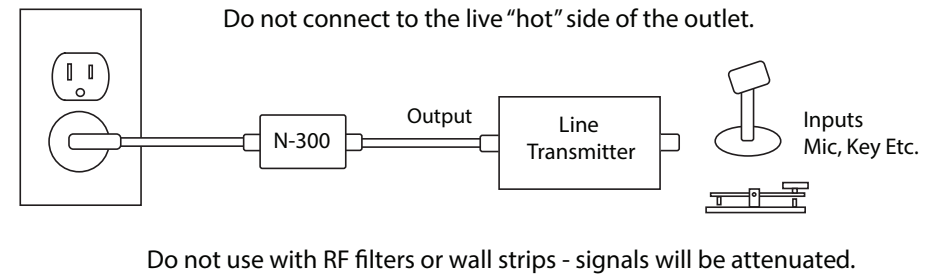 Do not connect to the live “hot” side of the outlet.
Output
N-300
Line
Transmitter
Inputs
Mic, Key Etc.
Do not use with RF filters or wall strips - signals will be attenuated.